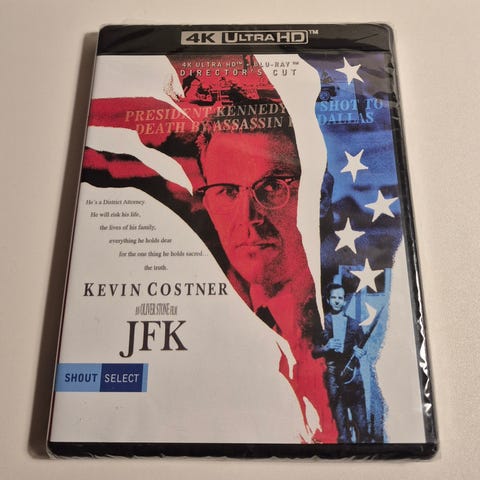 4K ULTRA HD™
4K ULTRA HD™ + BLU-RAY™
DIRECTOR'S CUT
PRESIDENT KENNEDY SHOT TO
DEATH BY ASSASSIN DALLAS
He's a District Attorney.
He will risk his life,
the lives of his family,
everything he holds dear
for the one thing he holds sacred...
the truth.
KEVIN COSTNER
AN OLIVER STONE FILM
JFK
SHOUT SELECT